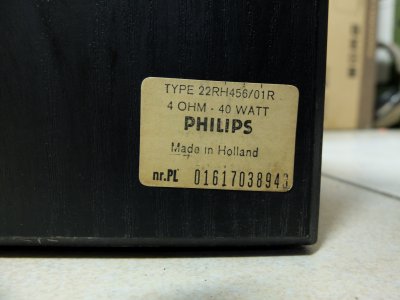 TYPE 22RH456/01R
4 OHM - 40 WATT
PHILIPS
Made in Holland
nr.PL 01617038943